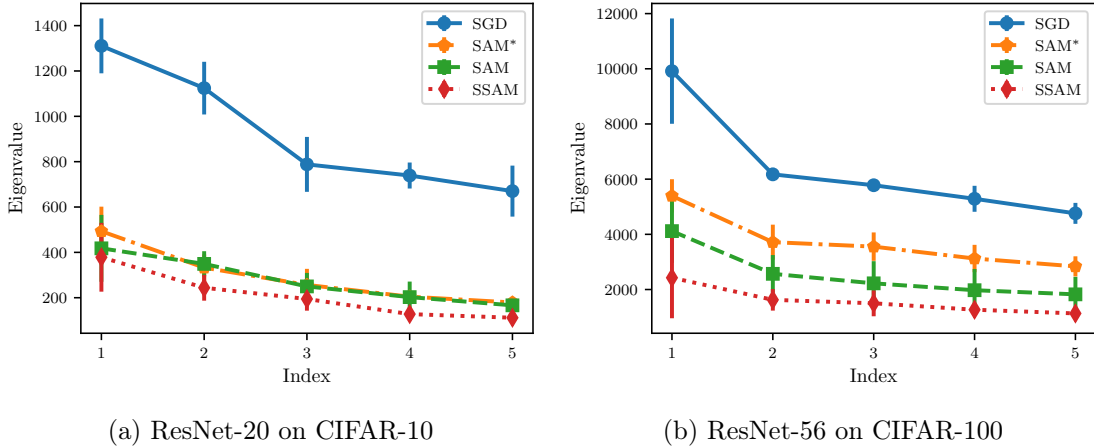 1400
1200
1000
800
600
400
200
Eigenvalue
1 2 3 4 5
Index
SGD
SAM*
SAM
SSAM
(a) ResNet-20 on CIFAR-10
12000
10000
8000
6000
4000
2000
Eigenvalue
1 2 3 4 5
Index
SGD
SAM*
SAM
SSAM
(b) ResNet-56 on CIFAR-100